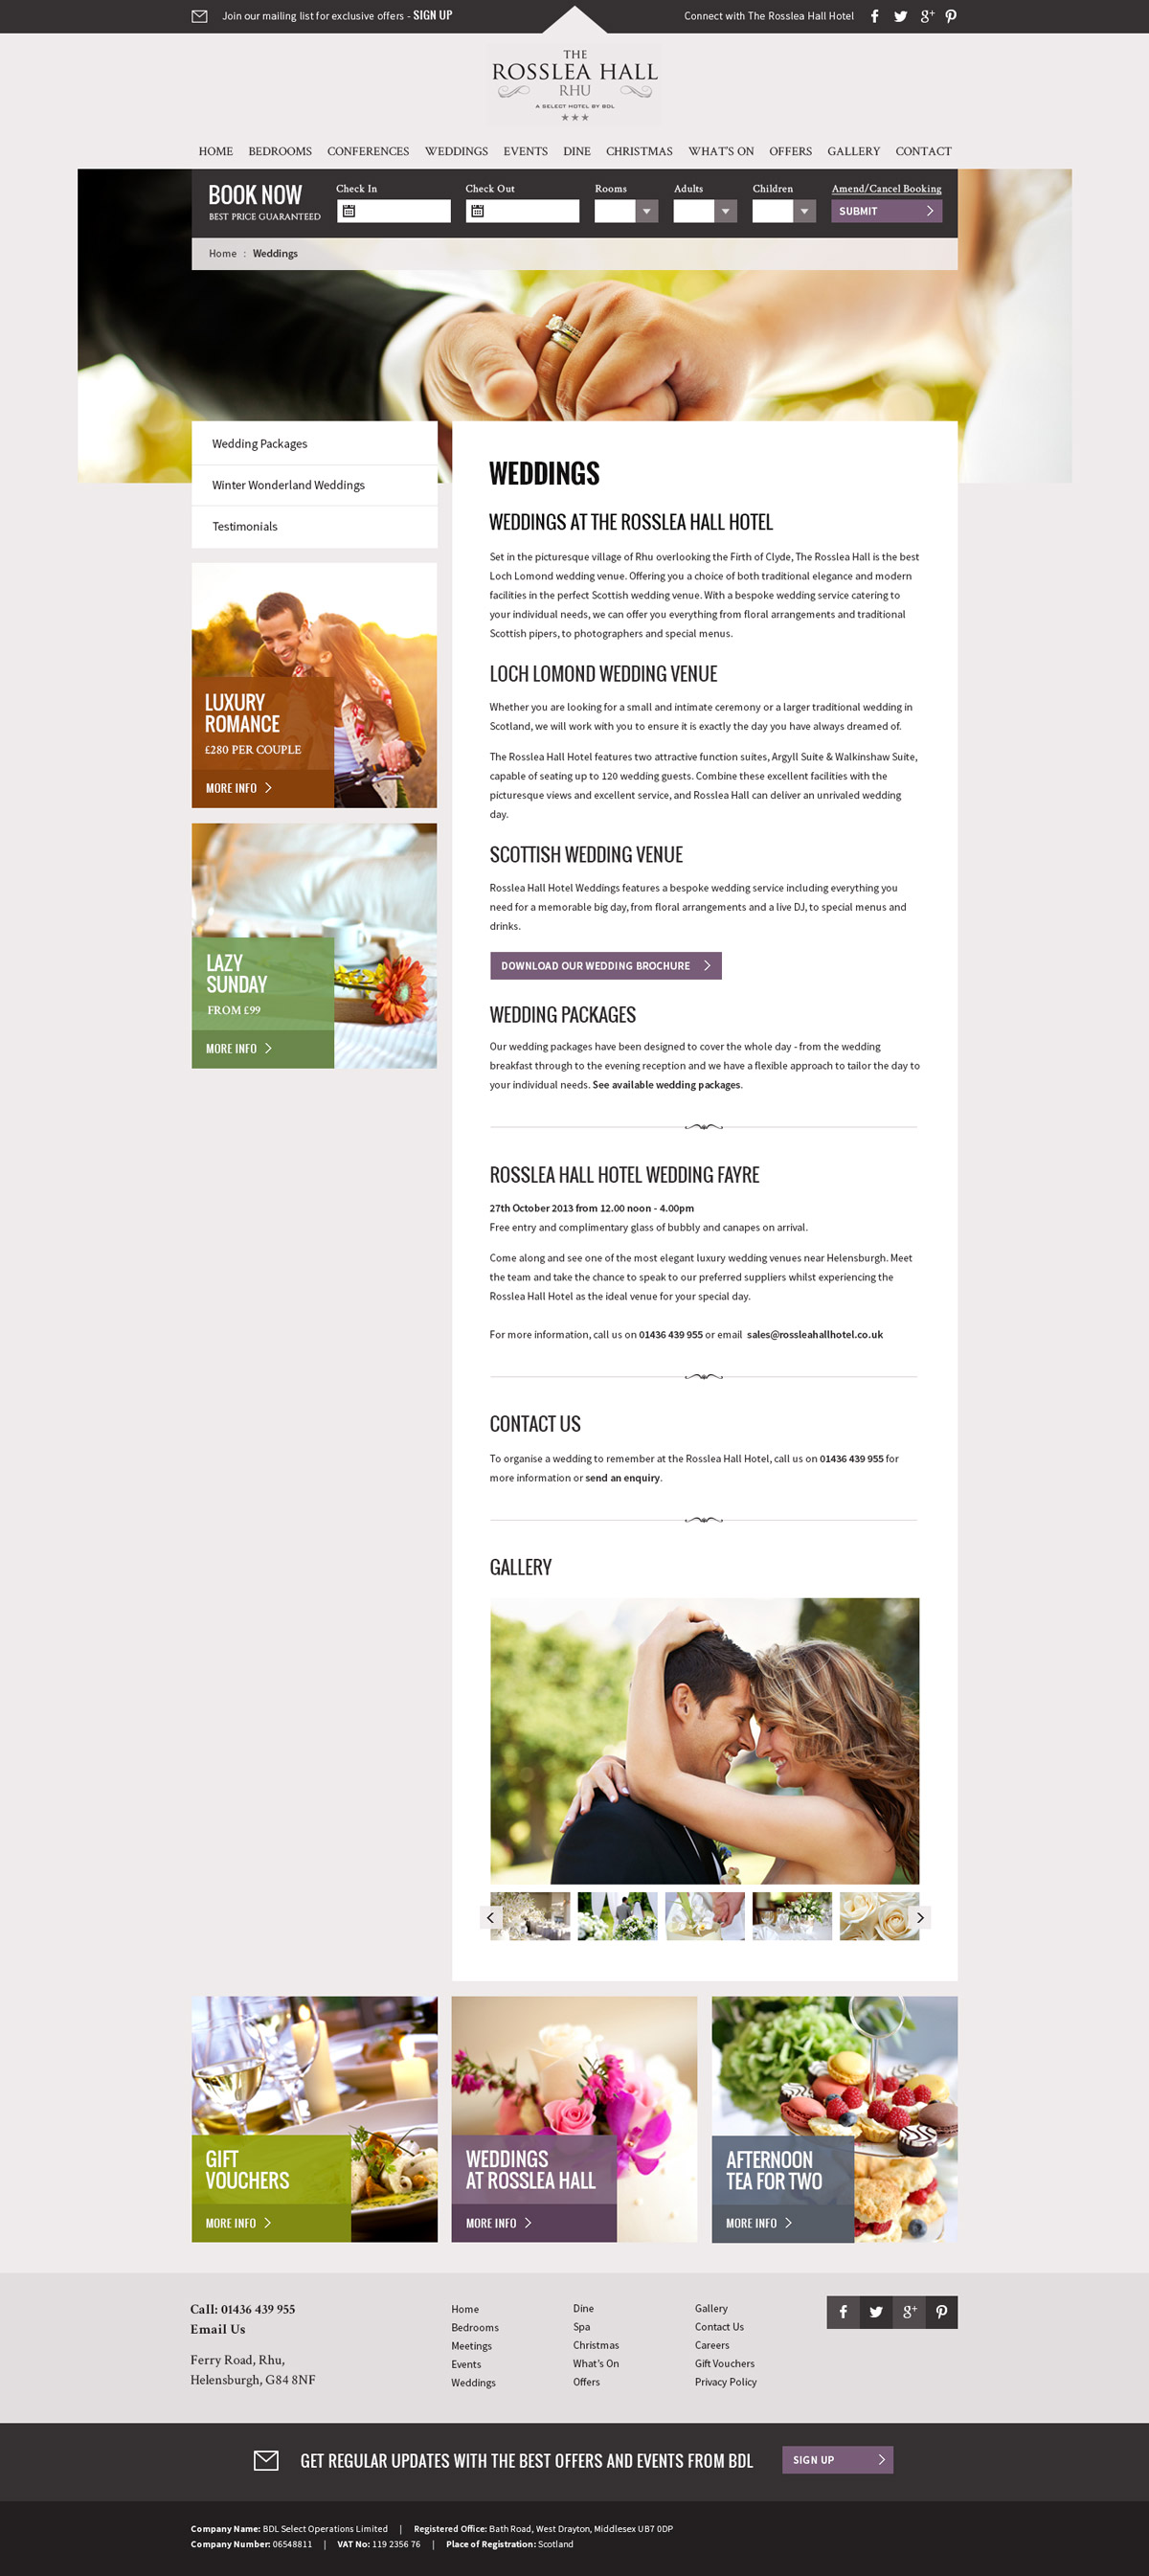 Join our mailing list for exclusive offers - SIGN UP
Connect with The Rosslea Hall Hotel
THE
ROSSLEA HALL
RHU
A SELECT HOTEL BY BDL
HOME BEDROOMS CONFERENCES WEDDINGS EVENTS DINE CHRISTMAS WHAT'S ON OFFERS GALLERY CONTACT
BOOK NOW
BEST PRICE GUARANTEED
Check In Check Out Rooms Adults Children Amend/Cancel Booking
SUBMIT
Home : Weddings
Wedding Packages
Winter Wonderland Weddings
Testimonials
LUXURY
ROMANCE
£280 PER COUPLE
MORE INFO
LAZY
SUNDAY
FROM £99
MORE INFO
WEDDINGS
WEDDINGS AT THE ROSSLEA HALL HOTEL
Set in the picturesque village of Rhu overlooking the Firth of Clyde, The Rosslea Hall is the best
Loch Lomond wedding venue. Offering you a choice of both traditional elegance and modern
facilities in the perfect Scottish wedding venue. With a bespoke wedding service catering to
your individual needs, we can offer you everything from floral arrangements and traditional
Scottish pipers, to photographers and special menus.
LOCH LOMOND WEDDING VENUE
Whether you are looking for a small and intimate ceremony or a larger traditional wedding in
Scotland, we will work with you to ensure it is exactly the day you have always dreamed of.
The Rosslea Hall Hotel features two attractive function suites, Argyll Suite & Walkinshaw Suite,
capable of seating up to 120 wedding guests. Combine these excellent facilities with the
picturesque views and excellent service, and Rosslea Hall can deliver an unrivaled wedding
day.
SCOTTISH WEDDING VENUE
Rosslea Hall Hotel Weddings features a bespoke wedding service including everything you
need for a memorable big day, from floral arrangements and a live DJ, to special menus and
drinks.
DOWNLOAD OUR WEDDING BROCHURE
WEDDING PACKAGES
Our wedding packages have been designed to cover the whole day - from the wedding
breakfast through to the evening reception and we have a flexible approach to tailor the day to
your individual needs. See available wedding packages.
ROSSLEA HALL HOTEL WEDDING FAYRE
27th October 2013 from 12.00 noon - 4.00pm
Free entry and complimentary glass of bubbly and canapes on arrival.
Come along and see one of the most elegant luxury wedding venues near Helensburgh. Meet
the team and take the chance to speak to our preferred suppliers whilst experiencing the
Rosslea Hall Hotel as the ideal venue for your special day.
For more information, call us on 01436 439 955 or email sales@rossleahallhotel.co.uk
CONTACT US
To organise a wedding to remember at the Rosslea Hall Hotel, call us on 01436 439 955 for
more information or send an enquiry.
GALLERY
GIFT
VOUCHERS
MORE INFO
WEDDINGS
AT ROSSLEA HALL
MORE INFO
AFTERNOON
TEA FOR TWO
MORE INFO
Call: 01436 439 955
Email Us
Ferry Road, Rhu,
Helensburgh, G84 8NF
Home
Bedrooms
Meetings
Events
Weddings
Dine
Spa
Christmas
What's On
Offers
Gallery
Contact Us
Careers
Gift Vouchers
Privacy Policy
GET REGULAR UPDATES WITH THE BEST OFFERS AND EVENTS FROM BDL
SIGN UP
Company Name: BDL Select Operations Limited | Registered Office: Bath Road, West Drayton, Middlesex UB7 0DP
Company Number: 06548811 | VAT No: 119 2356 76 | Place of Registration: Scotland